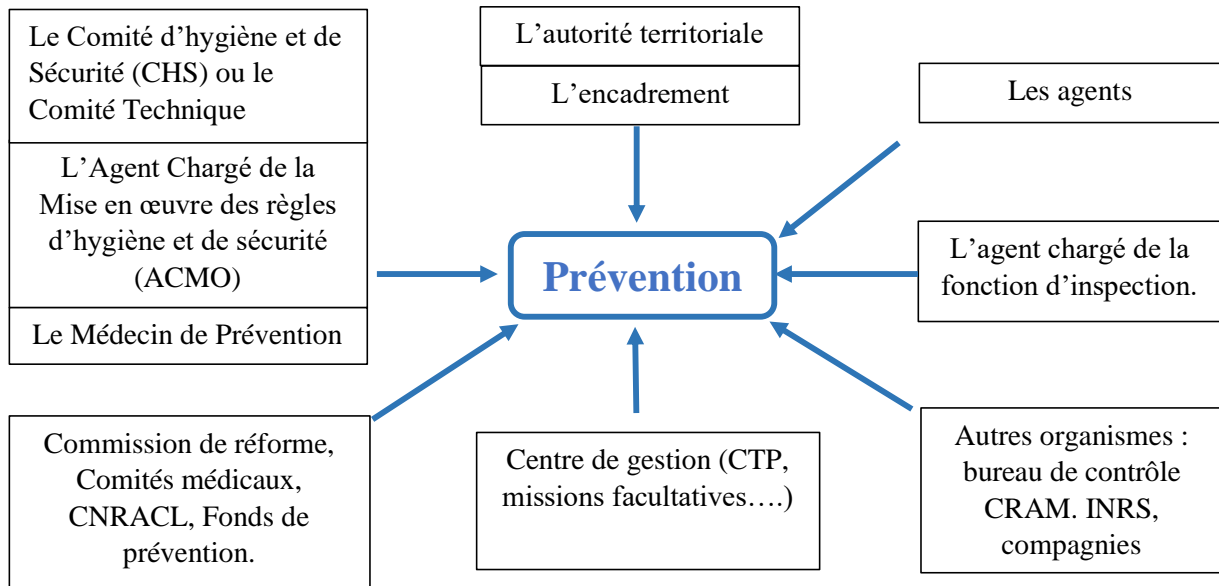 Le Comité d’hygiène et de
Sécurité (CHS) ou le
Comité Technique
L’Agent Chargé de la
Mise en œuvre des règles
d’hygiène et de sécurité
(ACMO)
Le Médecin de Prévention
L’autorité territoriale
L’encadrement
Les agents
Prévention
L’agent chargé de la
fonction d’inspection.
Commission de réforme,
Comités médicaux,
CNRACL, Fonds de
prévention.
Centre de gestion (CTP,
missions facultatives….)
Autres organismes :
bureau de contrôle
CRAM. INRS,
compagnies